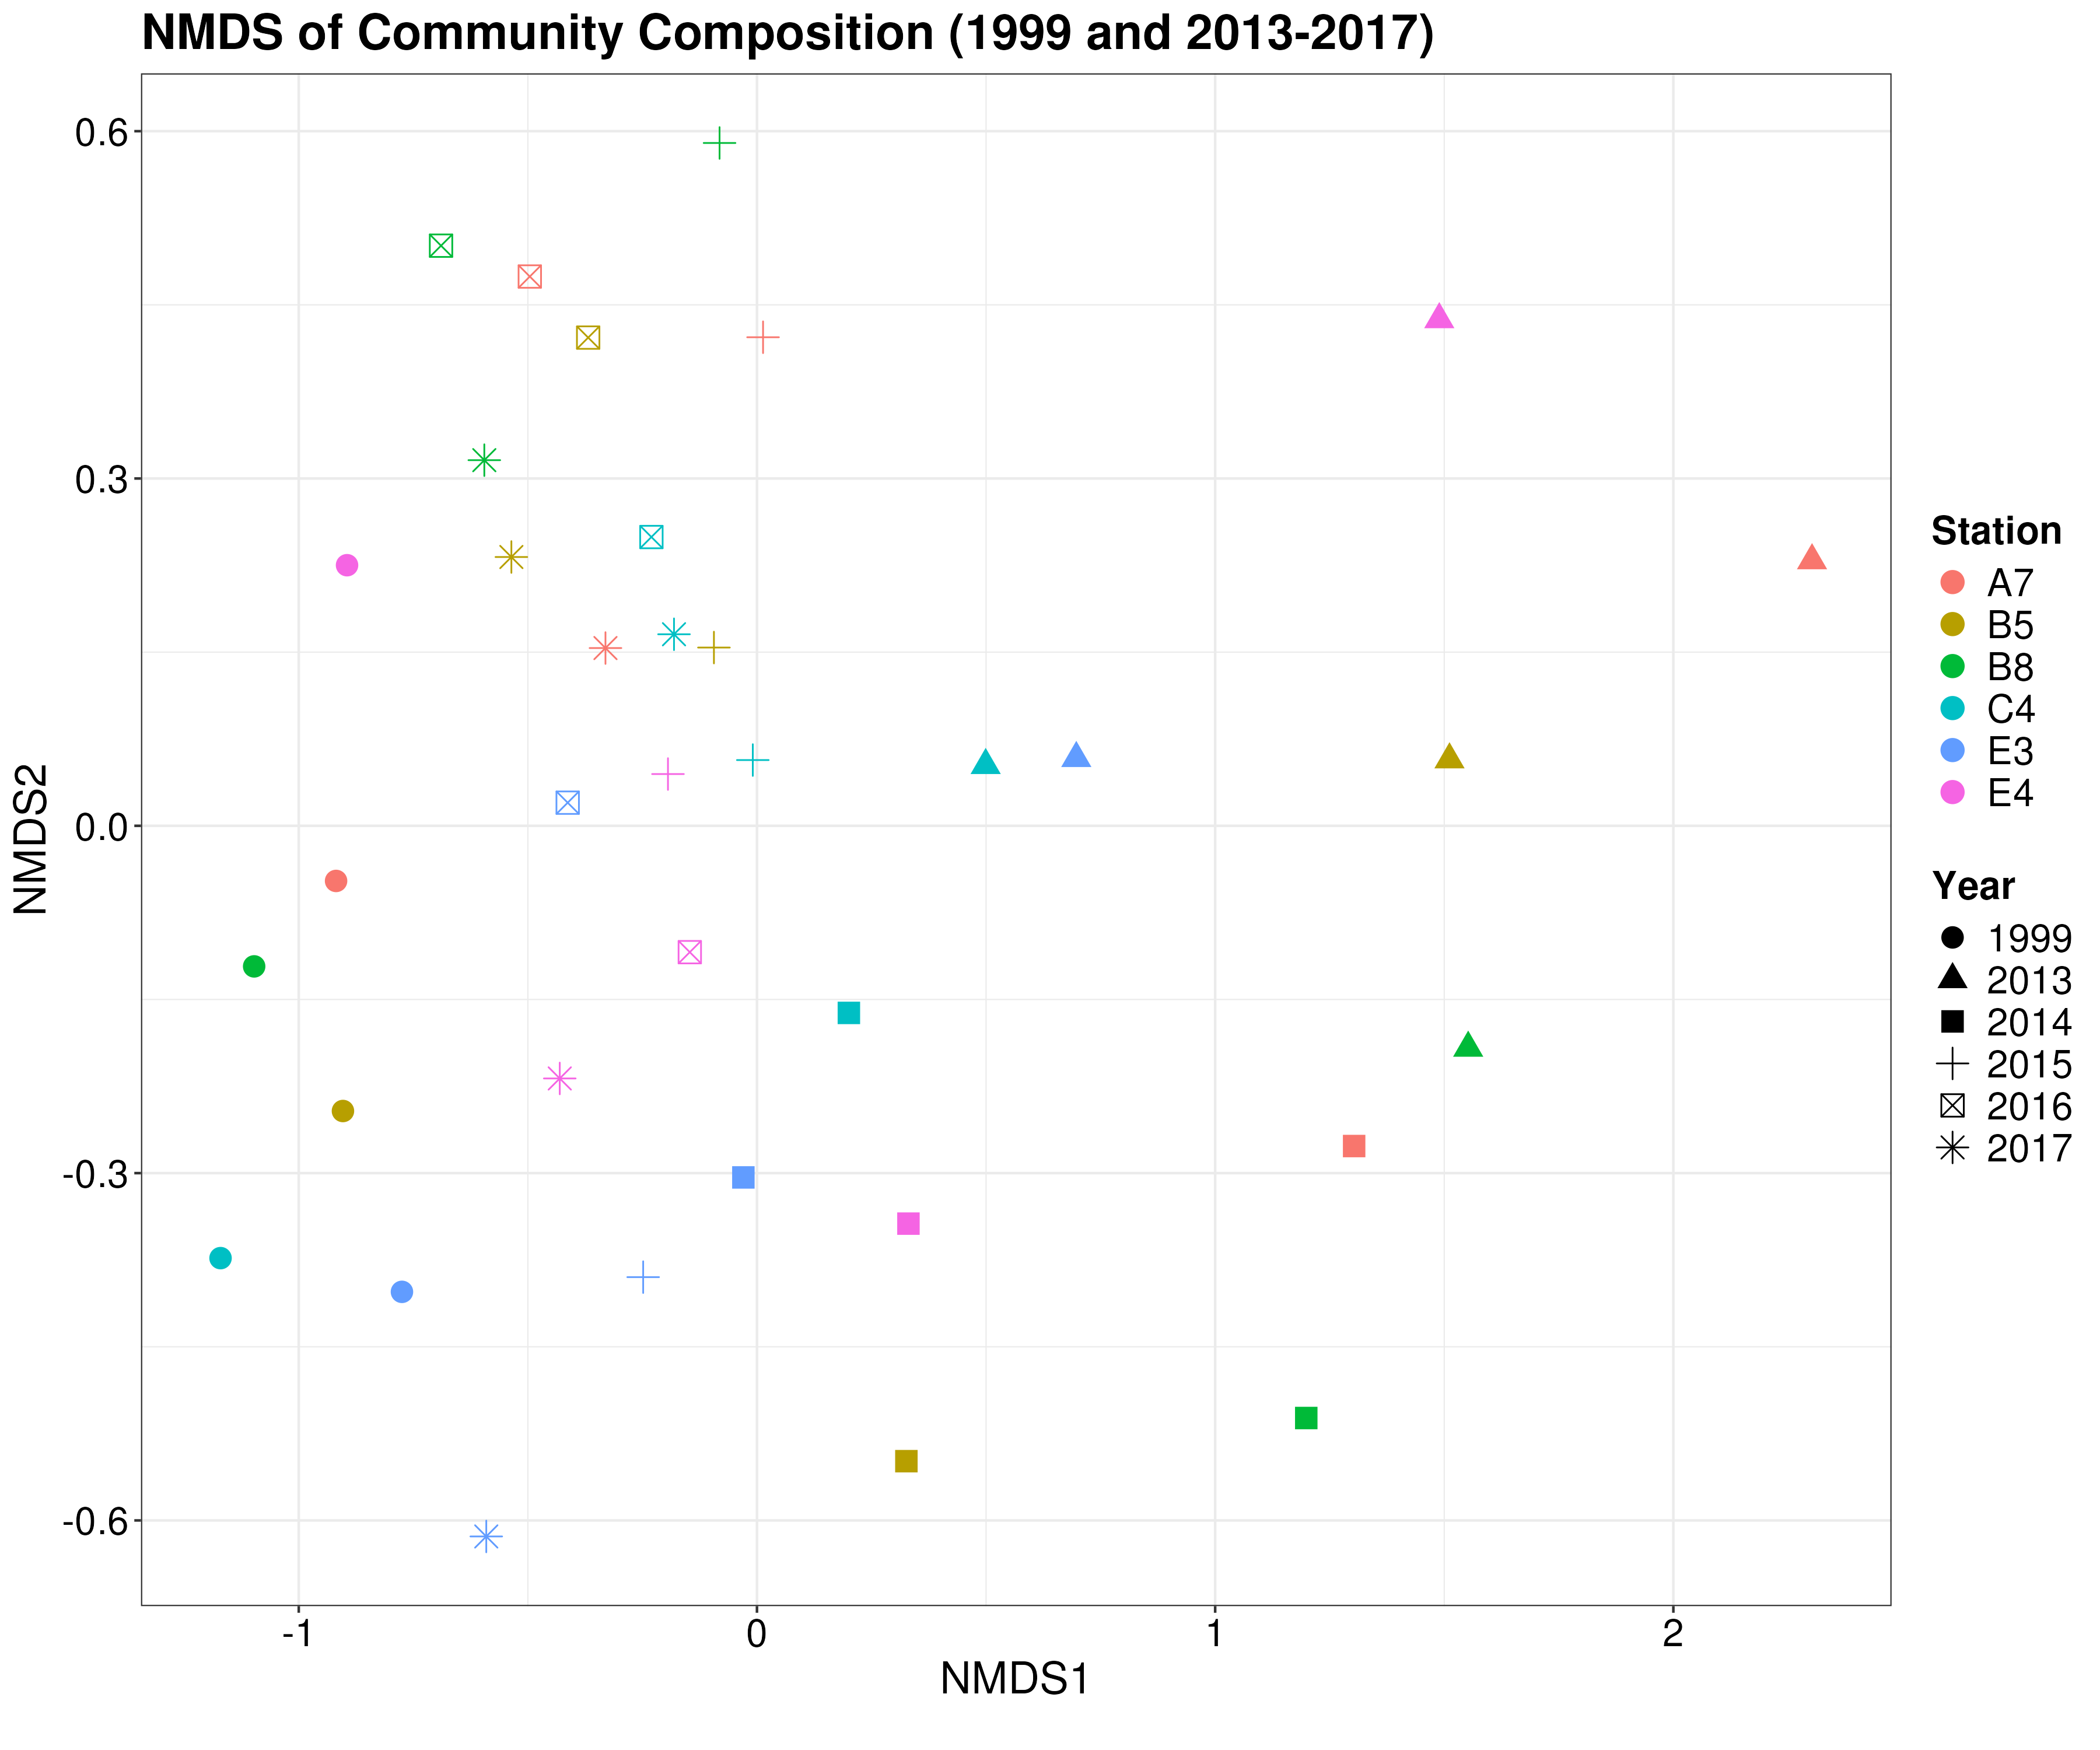 NMDS of Community Composition (1999 and 2013-2017)
0.6
0.3
0.0
-0.3
-0.6
NMDS2
-1 0 1 2
NMDS1
Station
A7
B5
B8
C4
E3
E4
Year
1999
2013
2014
2015
2016
2017